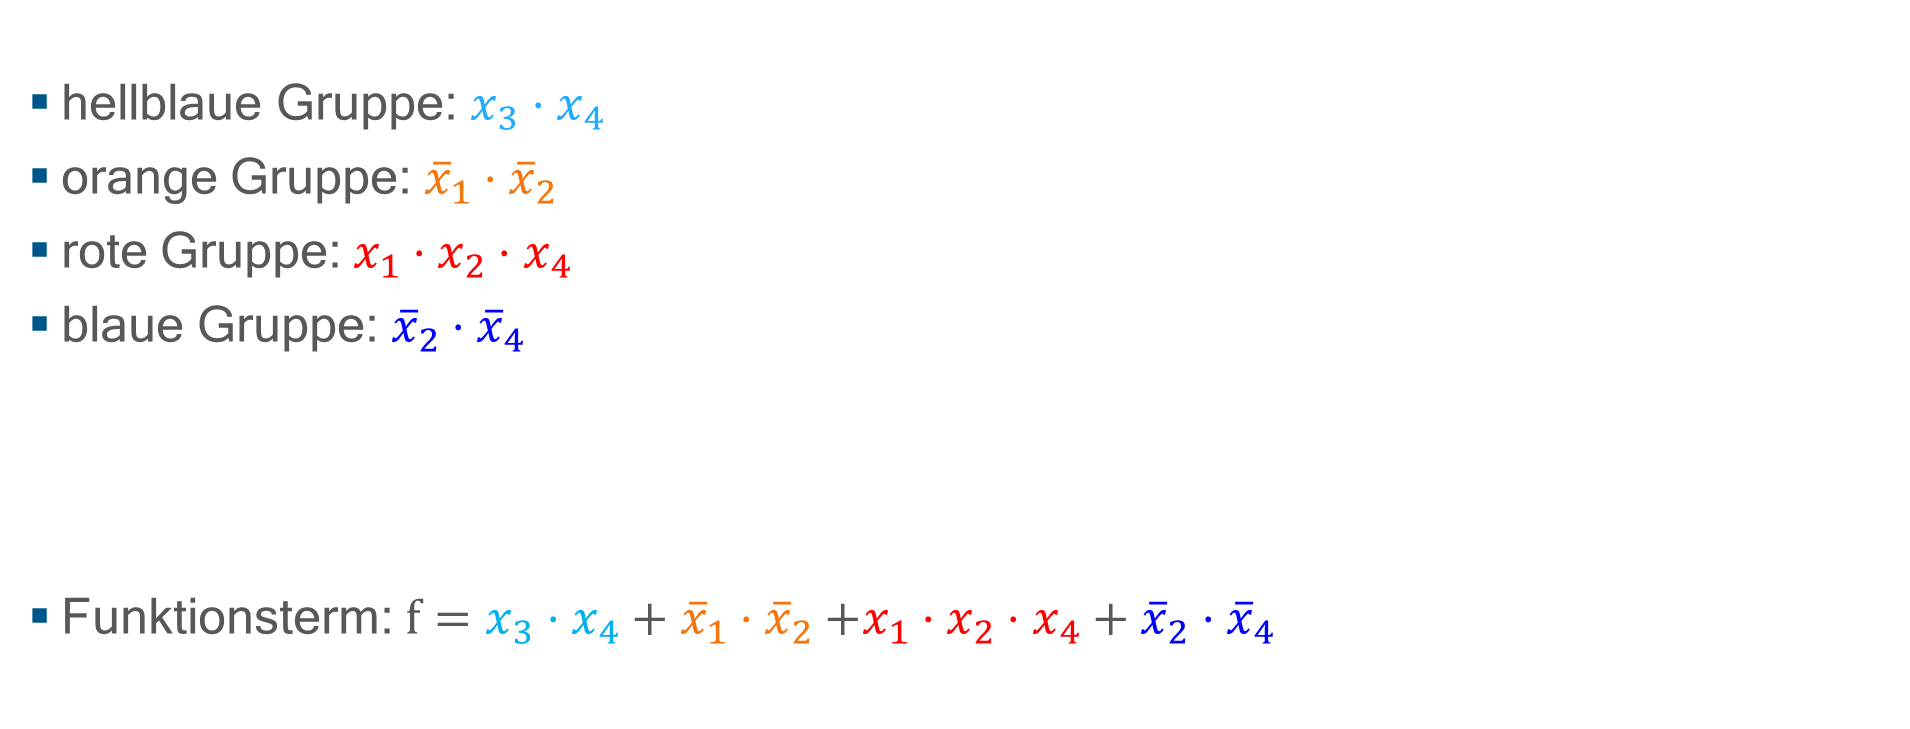 ▪ hellblaue Gruppe: x₃ · x₄
▪ orange Gruppe: x̄₁ · x̄₂
▪ rote Gruppe: x₁ · x₂ · x₄
▪ blaue Gruppe: x̄₂ · x̄₄
▪ Funktionsterm: f = x₃ · x₄ + x̄₁ · x̄₂ +x₁ · x₂ · x₄ + x̄₂ · x̄₄